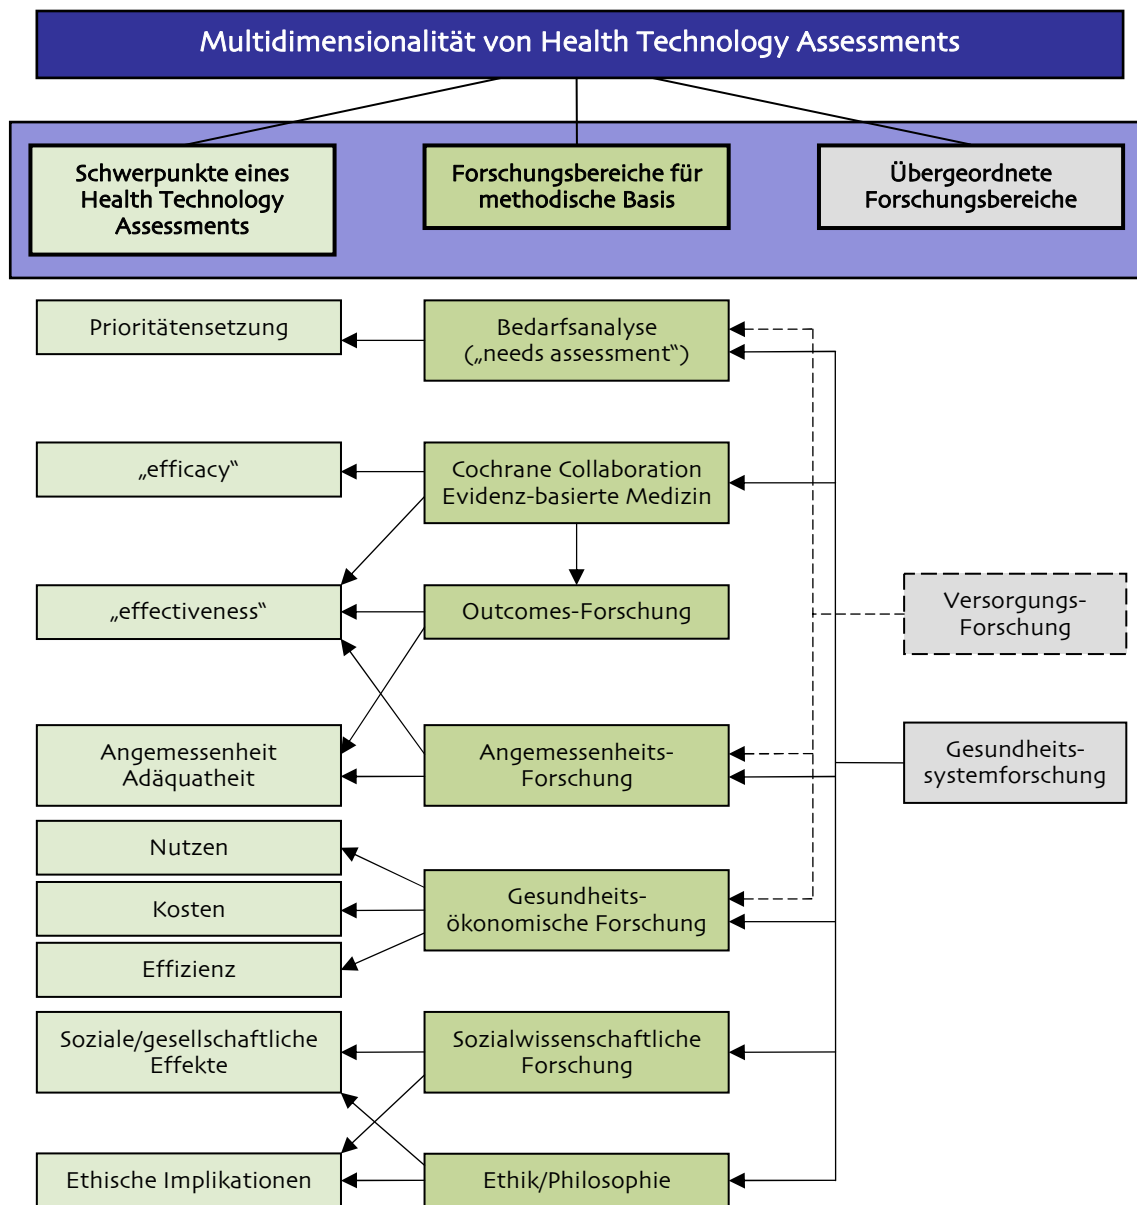 Multidimensionalität von Health Technology Assessments
Schwerpunkte eines
Health Technology
Assessments
Forschungsbereiche für
methodische Basis
Übergeordnete
Forschungsbereiche
Prioritätensetzung
Bedarfsanalyse
(„needs assessment“)
„efficacy“
Cochrane Collaboration
Evidenz-basierte Medizin
„effectiveness“
Outcomes-Forschung
Versorgungs-
Forschung
Angemessenheit
Adäquatheit
Angemessenheits-
Forschung
Gesundheits-
systemforschung
Nutzen
Kosten
Effizienz
Gesundheits-
ökonomische Forschung
Soziale/gesellschaftliche
Effekte
Sozialwissenschaftliche
Forschung
Ethische Implikationen
Ethik/Philosophie